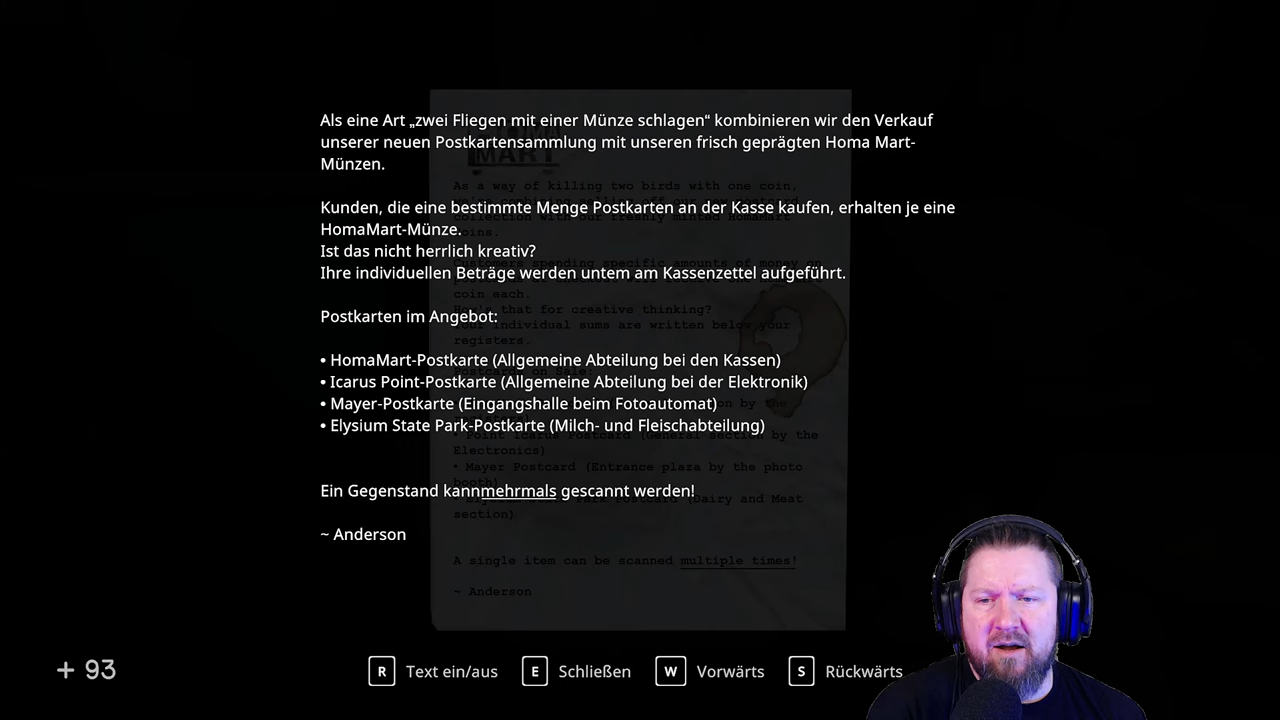 Als eine Art „zwei Fliegen mit einer Münze schlagen“ kombinieren wir den Verkauf
unserer neuen Postkartensammlung mit unseren frisch geprägten Homa Mart-
Münzen.
Kunden, die eine bestimmte Menge Postkarten an der Kasse kaufen, erhalten je eine
HomaMart-Münze.
Ist das nicht herrlich kreativ?
Ihre individuellen Beträge werden untem am Kassenzettel aufgeführt.
Postkarten im Angebot:
• HomaMart-Postkarte (Allgemeine Abteilung bei den Kassen)
• Icarus Point-Postkarte (Allgemeine Abteilung bei der Elektronik)
• Mayer-Postkarte (Eingangshalle beim Fotoautomat)
• Elysium State Park-Postkarte (Milch- und Fleischabteilung)
Ein Gegenstand kannmehrmals gescannt werden!
~ Anderson
MART
As a way of killing two birds with one coin,
coin each.
How's that for creative thinking?
Your individual sums are written below your
registers.
• Point Icarus Postcard (General section by the
Electronics)
• Mayer Postcard (Entrance plaza by the photo
booth)
Park Postcard (Dairy and Meat
section)
A single item can be scanned multiple times!
~ Anderson
+ 93
R Text ein/aus E Schließen W Vorwärts S Rückwärts